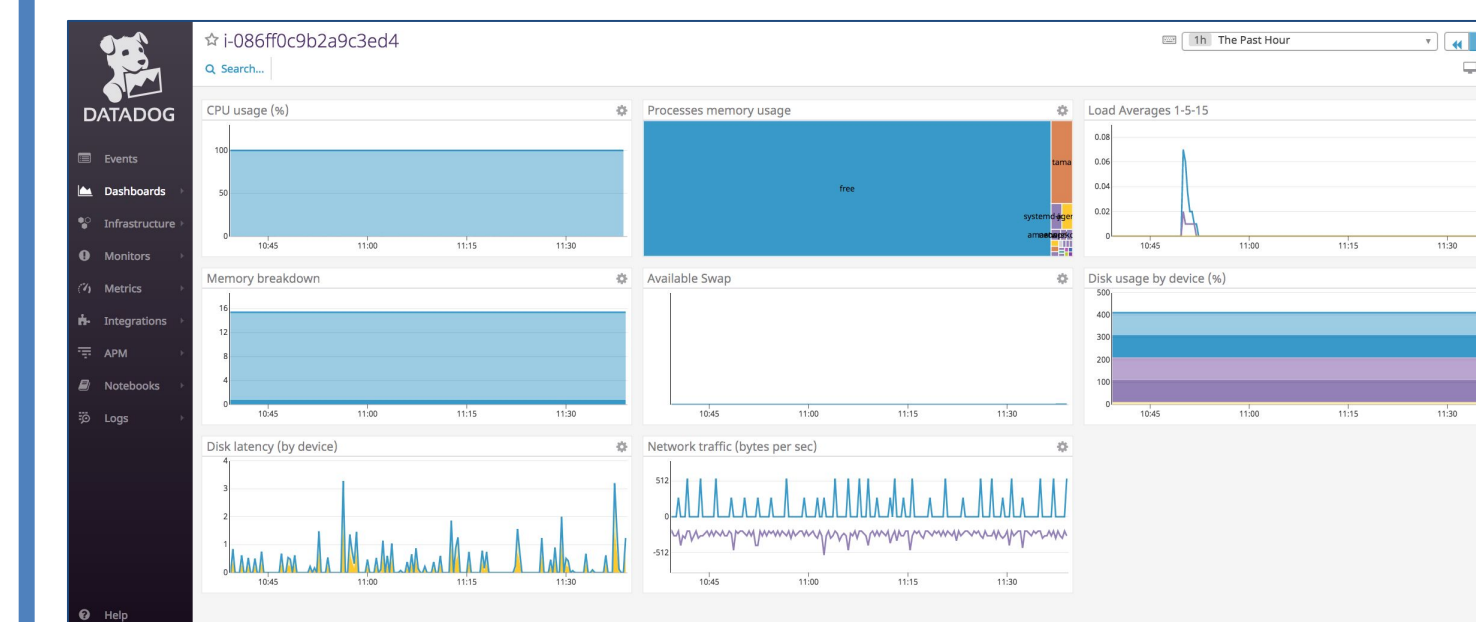 DATADOG
Events
Dashboards
Infrastructure
Monitors
Metrics
Integrations
APM
Notebooks
Logs
Help
i-086ff0c9b2a9c3ed4
1h The Past Hour
Search...
CPU usage (%)
100
50
0
10:45 11:00 11:15 11:30
Processes memory usage
free
tama
systemd
Load Averages 1-5-15
0.08
0.06
0.04
0.02
0
10:45 11:00 11:15 11:30
Memory breakdown
16
12
8
4
0
10:45 11:00 11:15 11:30
Available Swap
10:45 11:00 11:15 11:30
Disk usage by device (%)
500
400
300
200
100
0
10:45 11:00 11:15 11:30
Disk latency (by device)
4
3
2
1
0
10:45 11:00 11:15 11:30
Network traffic (bytes per sec)
512
0
-512
10:45 11:00 11:15 11:30